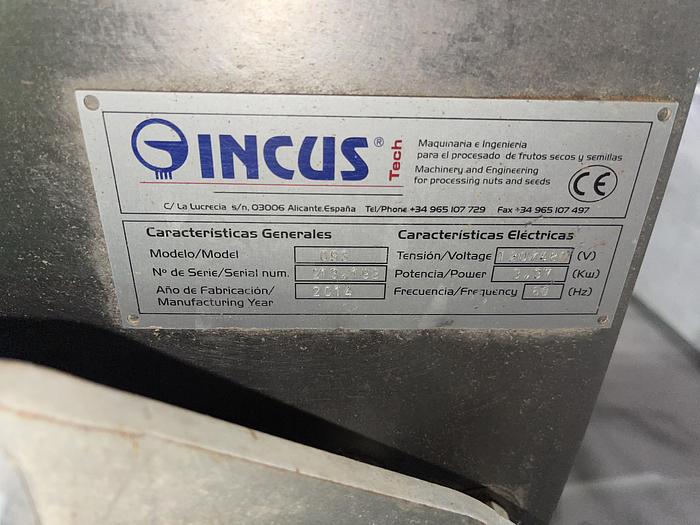 INCUS® Tech
Maquinaria e Ingeniería
para el procesado de frutos secos y semillas
Machinery and Engineering
for processing nuts and seeds
CE
C/ La Lucrecia s/n, 03006 Alicante.España Tel/Phone +34 965 107 729 Fax +34 965 107 497
Características Generales
Modelo/Model
Nº de Serie/Serial num.
Año de Fabricación/
Manufacturing Year 2014
Características Eléctricas
Tensión/Voltage (V)
Potencia/Power (Kw)
Frecuencia/Frequency (Hz)